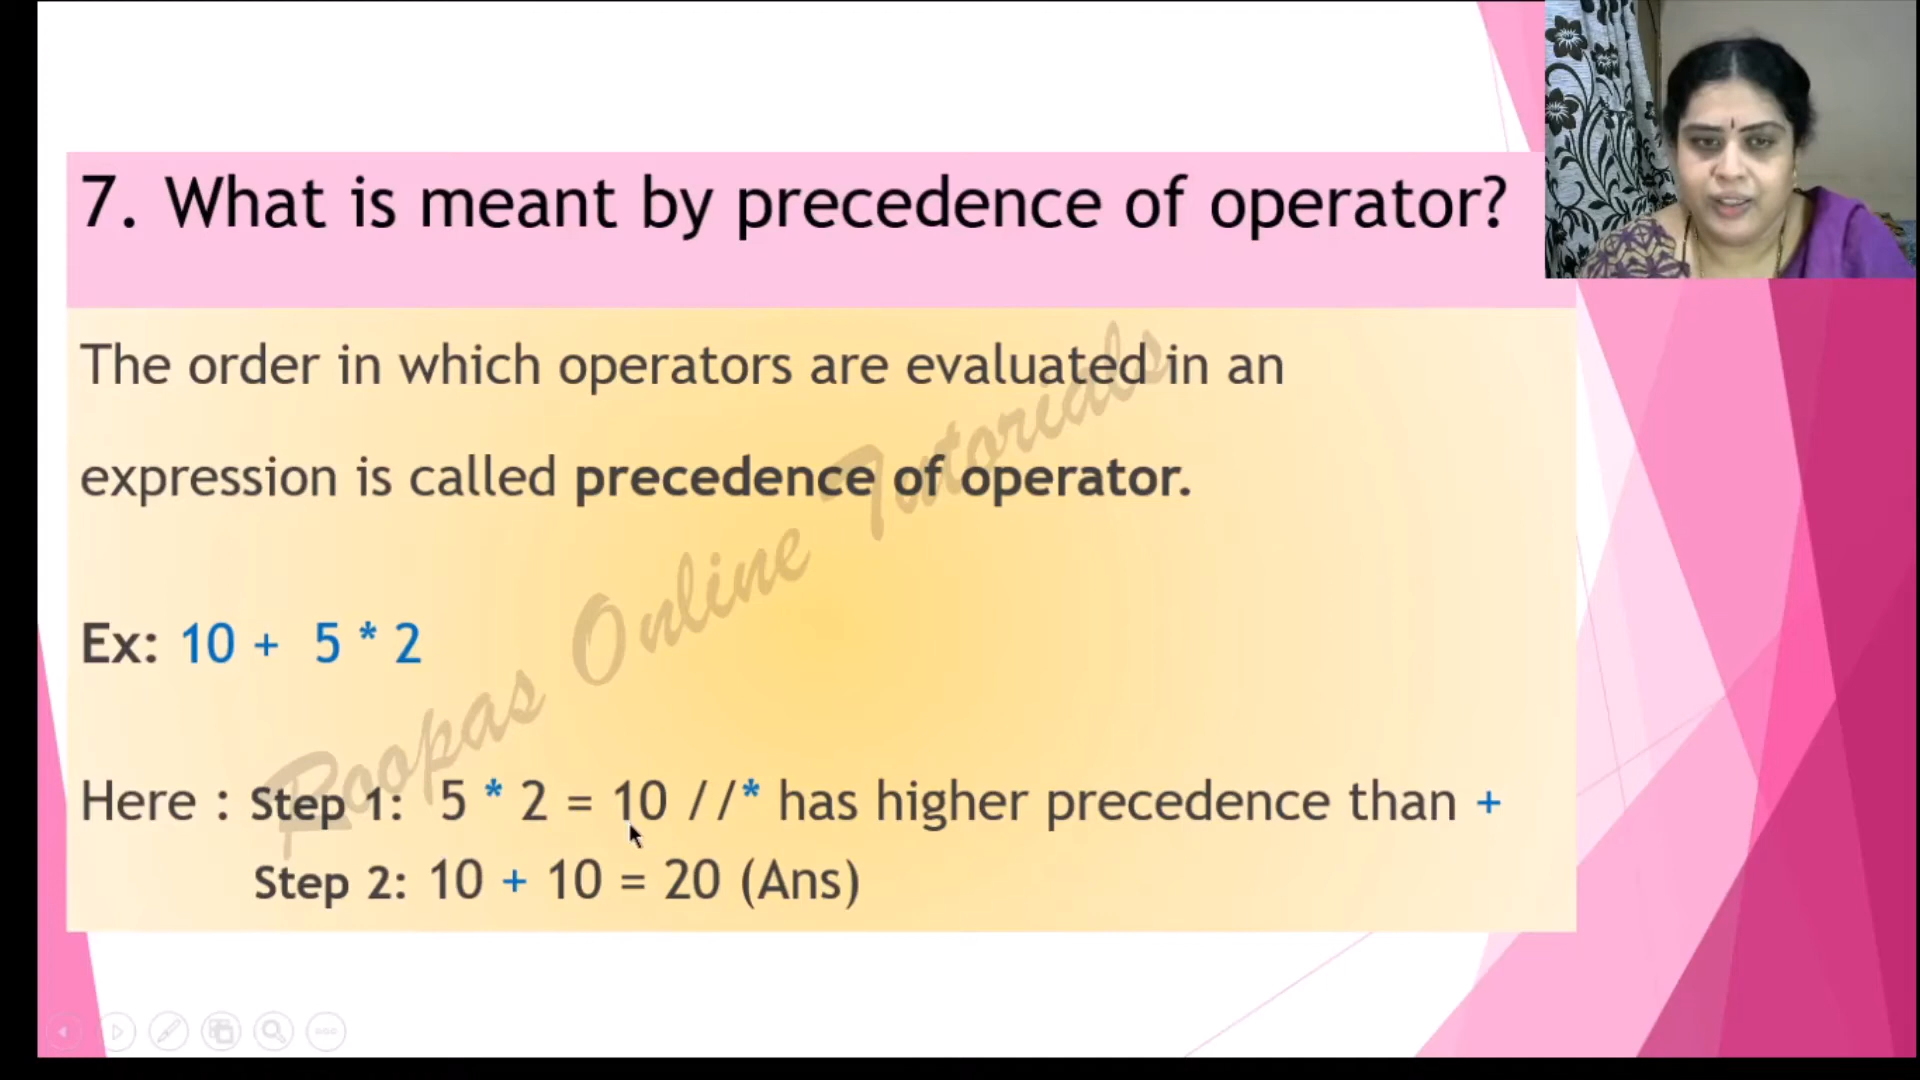 7. What is meant by precedence of operator?
The order in which operators are evaluated in an
expression is called precedence of operator.
Ex: 10 + 5 * 2
Here : Step 1: 5 * 2 = 10 //* has higher precedence than +
Step 2: 10 + 10 = 20 (Ans)
Roopas Online Tutorials